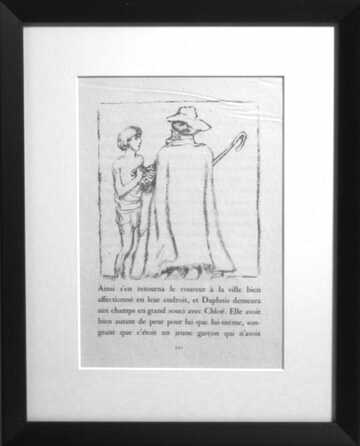 Ainsi s'en retourna le coureur à la ville bien
affectionné en leur endroit, et Daphnis demeura
aux champs en grand souci avec Chloé. Elle avoit
bien autant de peur pour lui que lui-même, son-
geant que c'étoit un jeune garçon qui n'avoit